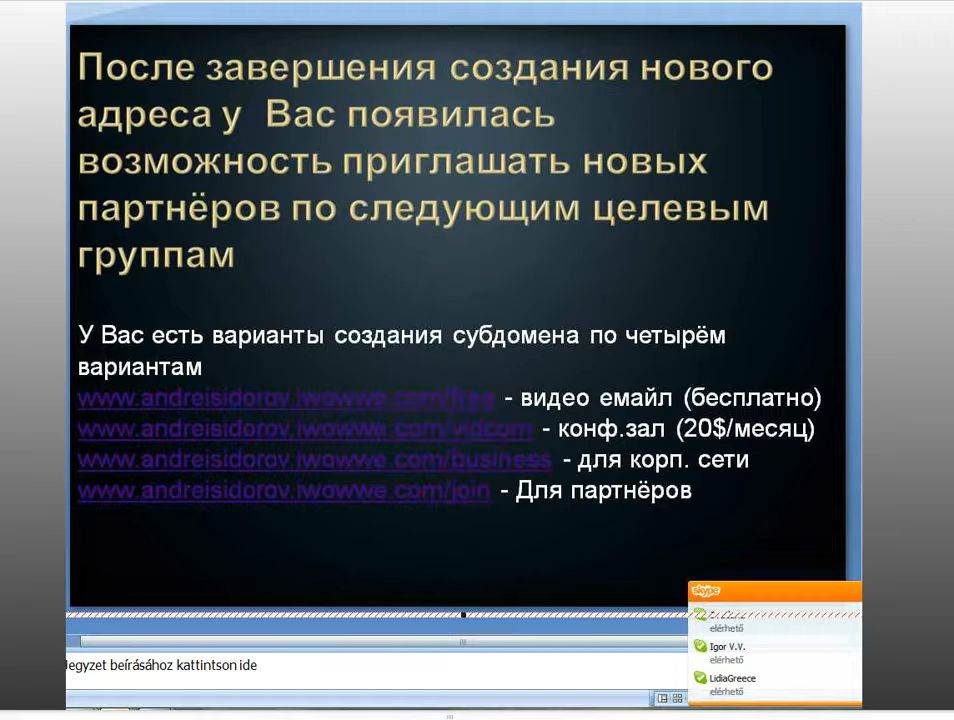 После завершения создания нового
адреса у Вас появилась
возможность приглашать новых
партнёров по следующим целевым
группам
У Вас есть варианты создания субдомена по четырём
вариантам
www.andreisidorov.iwowwe.com/free - видео емайл (бесплатно)
www.andreisidorov.iwowwe.com/vidcom - конф.зал (20$/месяц)
www.andreisidorov.iwowwe.com/business - для корп. сети
www.andreisidorov.iwowwe.com/join - Для партнёров
skype
elérhető
Igor V.V.
elérhető
LidiaGreece
elérhető
legyzet beírásához kattintson ide